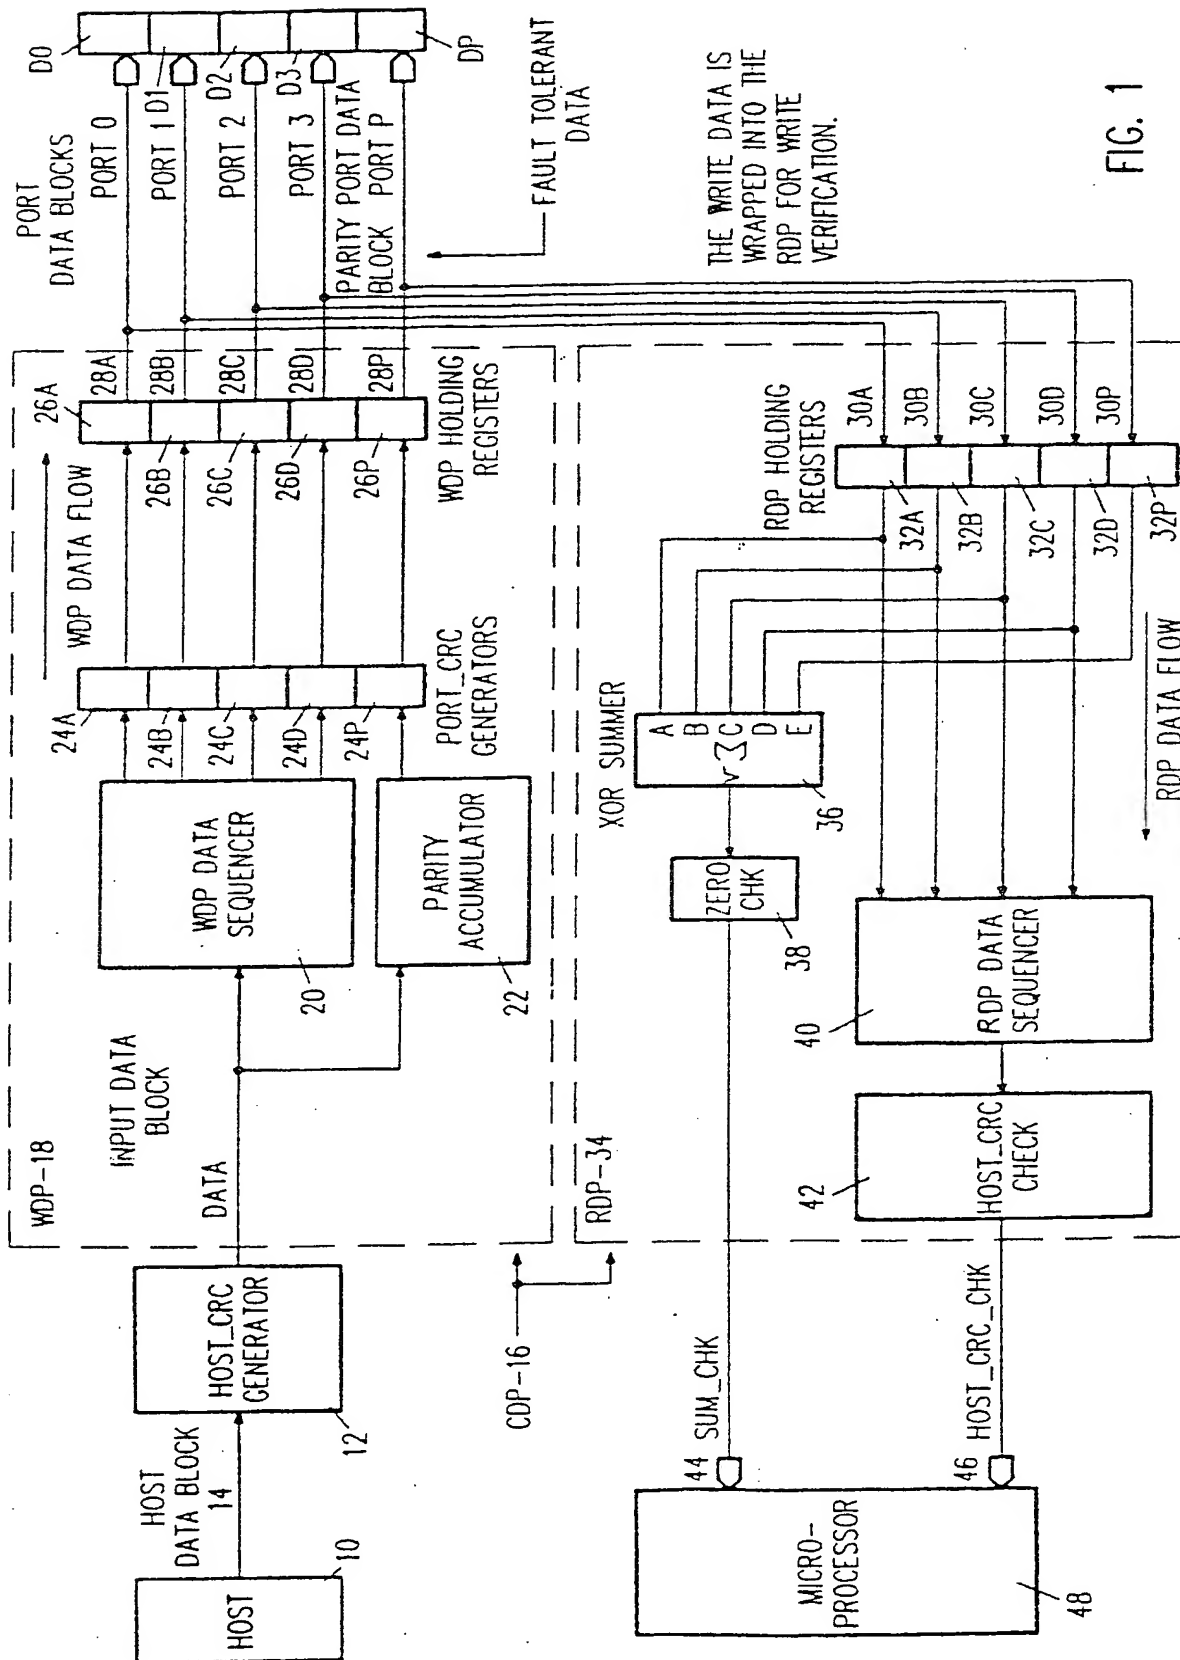 HOST
10
HOST
DATA BLOCK
14
HOST_CRC
GENERATOR
12
WDP-18
DATA
INPUT DATA
BLOCK
WDP DATA
SEQUENCER
20
PARITY
ACCUMULATOR
22
24A
24B
24C
24D
24P
PORT_CRC
GENERATORS
WDP DATA FLOW
26A
26B
26C
26D
26P
WDP HOLDING
REGISTERS
28A
28B
28C
28D
28P
PORT
DATA BLOCKS
PORT 0
PORT 1
PORT 2
PORT 3
PARITY PORT DATA
BLOCK PORT P
D0
D1
D2
D3
DP
FAULT TOLERANT
DATA
THE WRITE DATA IS
WRAPPED INTO THE
RDP FOR WRITE
VERIFICATION.
CDP-16
RDP-34
XOR SUMMER
A
B
C
D
E
v Σ
36
ZERO
CHK
38
RDP HOLDING
REGISTERS
30A
30B
30C
30D
30P
32A
32B
32C
32D
32P
RDP DATA FLOW
RDP DATA
SEQUENCER
40
HOST_CRC
CHECK
42
SUM_CHK
44
HOST_CRC_CHK
46
MICRO-
PROCESSOR
48
FIG. 1